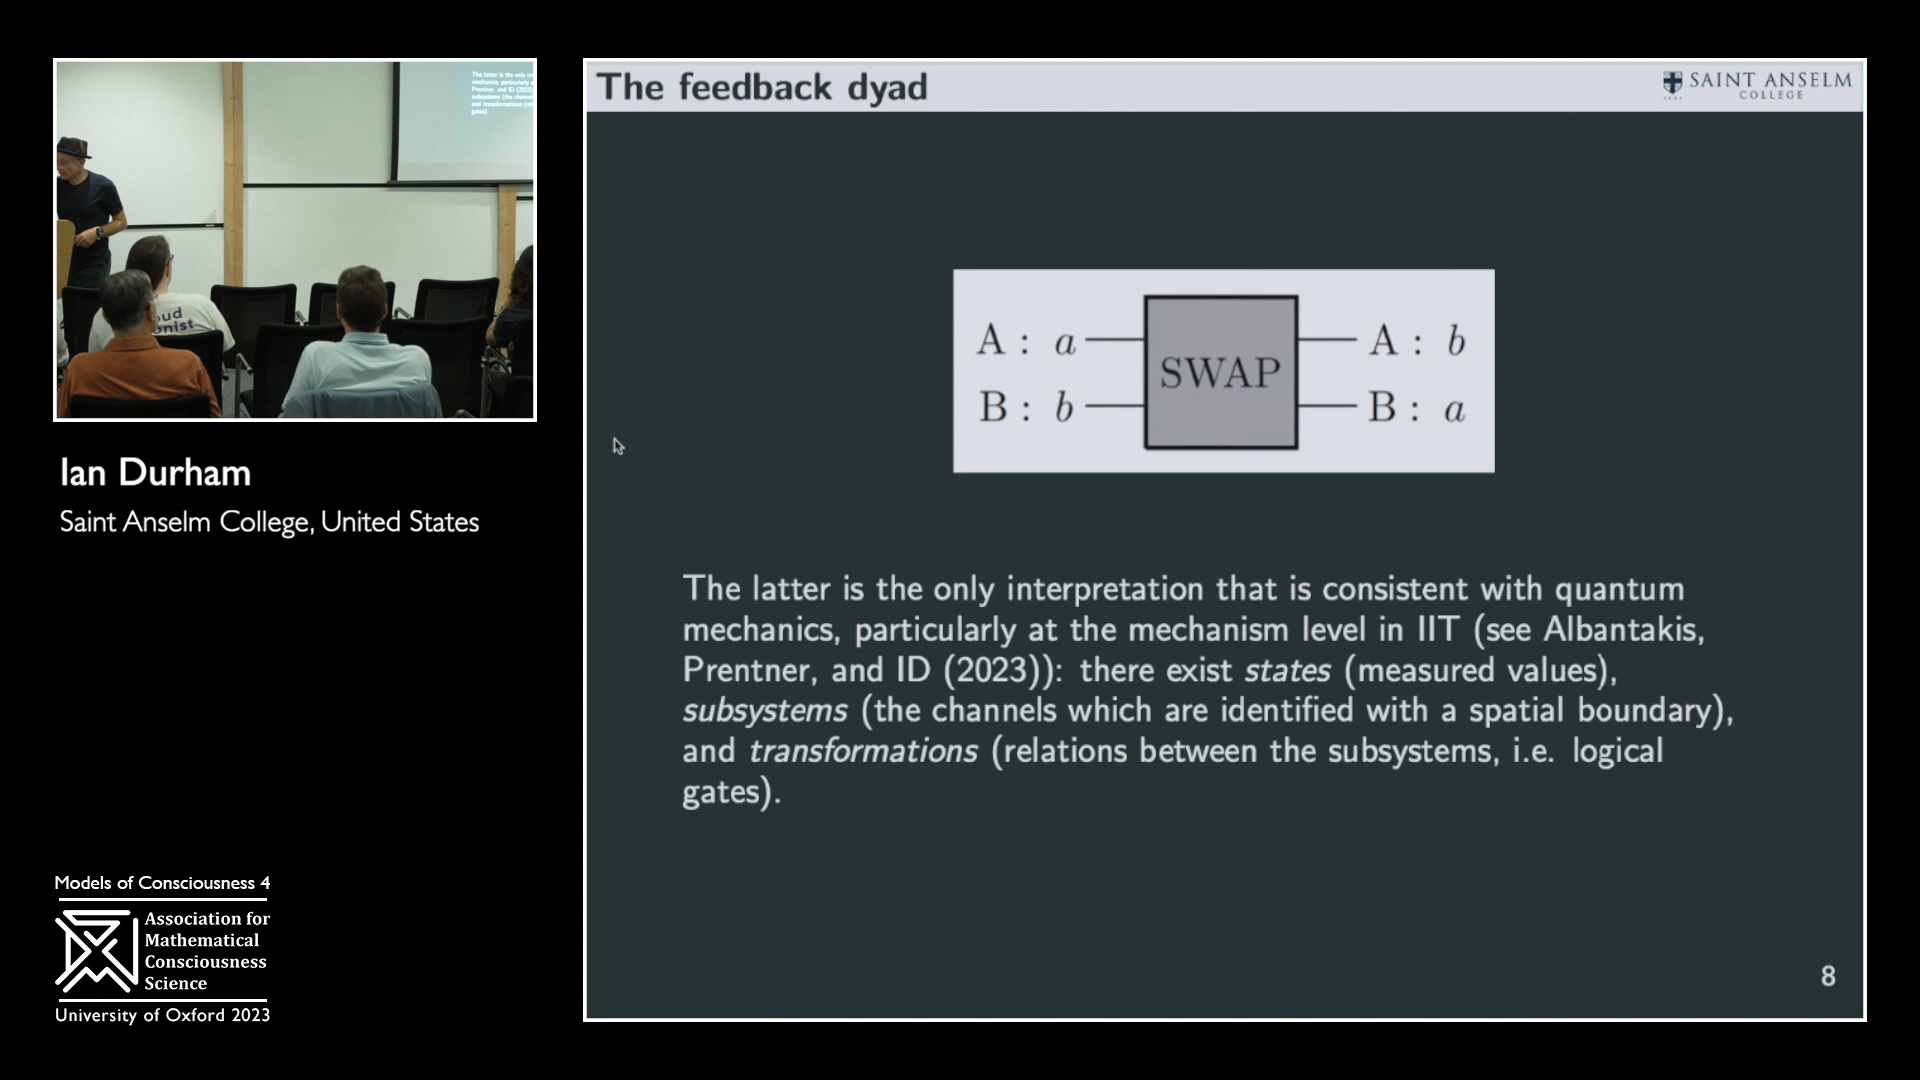 The feedback dyad
SAINT ANSELM
COLLEGE
A : a
B : b
SWAP
A : b
B : a
The latter is the only interpretation that is consistent with quantum
mechanics, particularly at the mechanism level in IIT (see Albantakis,
Prentner, and ID (2023)): there exist states (measured values),
subsystems (the channels which are identified with a spatial boundary),
and transformations (relations between the subsystems, i.e. logical
gates).
8
Ian Durham
Saint Anselm College, United States
Models of Consciousness 4
Association for
Mathematical
Consciousness
Science
University of Oxford 2023